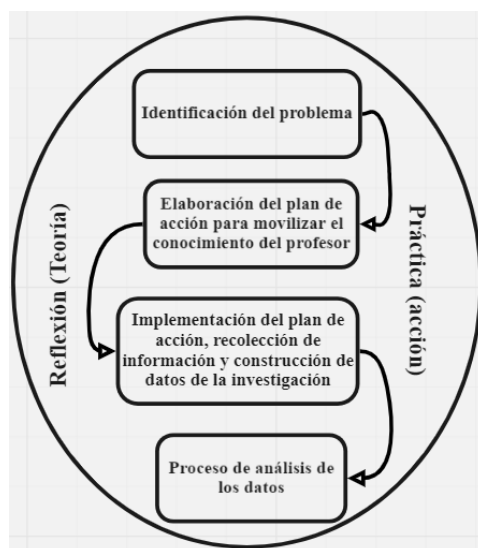 Identificación del problema
Elaboración del plan de
acción para movilizar el
conocimiento del profesor
Reflexión (Teoría)
Práctica (acción)
Implementación del plan de
acción, recolección de
información y construcción de
datos de la investigación
Proceso de análisis de
los datos